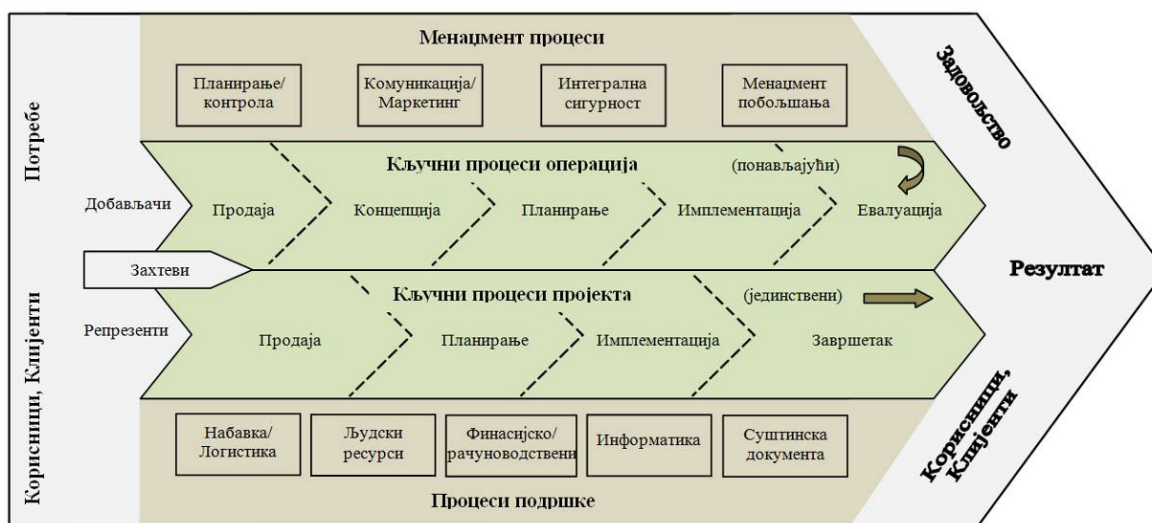 Менаџмент процеси
Планирање/
контрола
Комуникација/
Маркетинг
Интегрална
сигурност
Менаџмент
побољшања
Задовољство
Потребе
Кључни процеси операција
(понављајући)
Добављачи
Продаја
Концепција
Планирање
Имплементација
Евалуација
Захтеви
Резултат
Кључни процеси пројекта
(јединствени)
Репрезенти
Продаја
Планирање
Имплементација
Завршетак
Корисници, Клијенти
Корисници,
Клијенти
Набавка/
Логистика
Људски
ресурси
Финасијско/
рачуноводствени
Информатика
Суштинска
документа
Процеси подршке